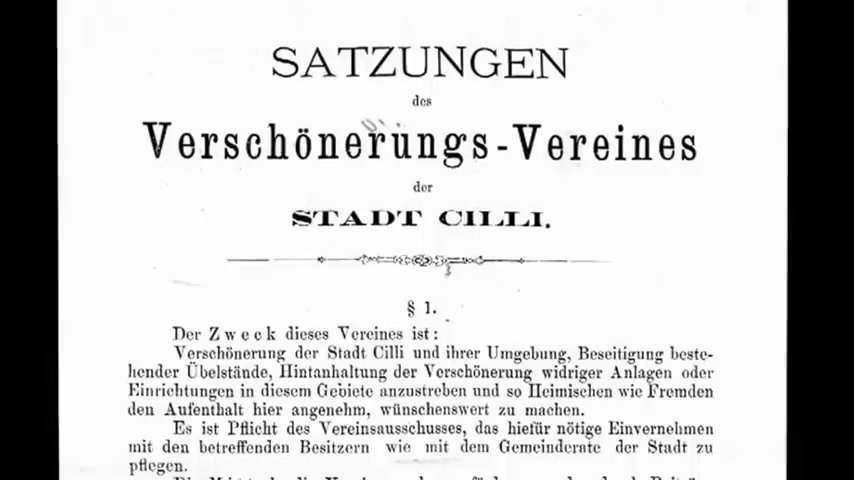 SATZUNGEN
des
Verschönerungs-Vereines
der
STADT CILLI.
§ 1.
Der Zweck dieses Vereines ist:
Verschönerung der Stadt Cilli und ihrer Umgebung, Beseitigung beste-
hender Übelstände, Hintanhaltung der Verschönerung widriger Anlagen oder
Einrichtungen in diesem Gebiete anzustreben und so Heimischen wie Fremden
den Aufenthalt hier angenehm, wünschenswert zu machen.
Es ist Pflicht des Vereinsausschusses, das hiefür nötige Einvernehmen
mit den betreffenden Besitzern wie mit dem Gemeinderate der Stadt zu
pflegen.